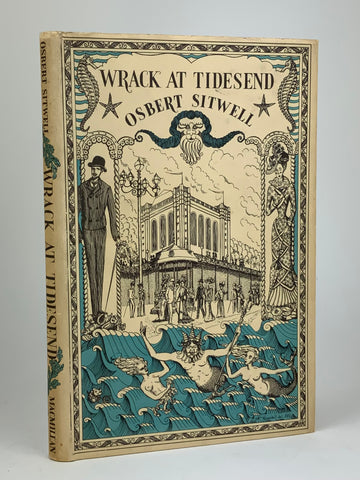 WRACK AT TIDESEND
OSBERT SITWELL
OSBERT SITWELL
WRACK AT TIDESEND
MACMILLAN